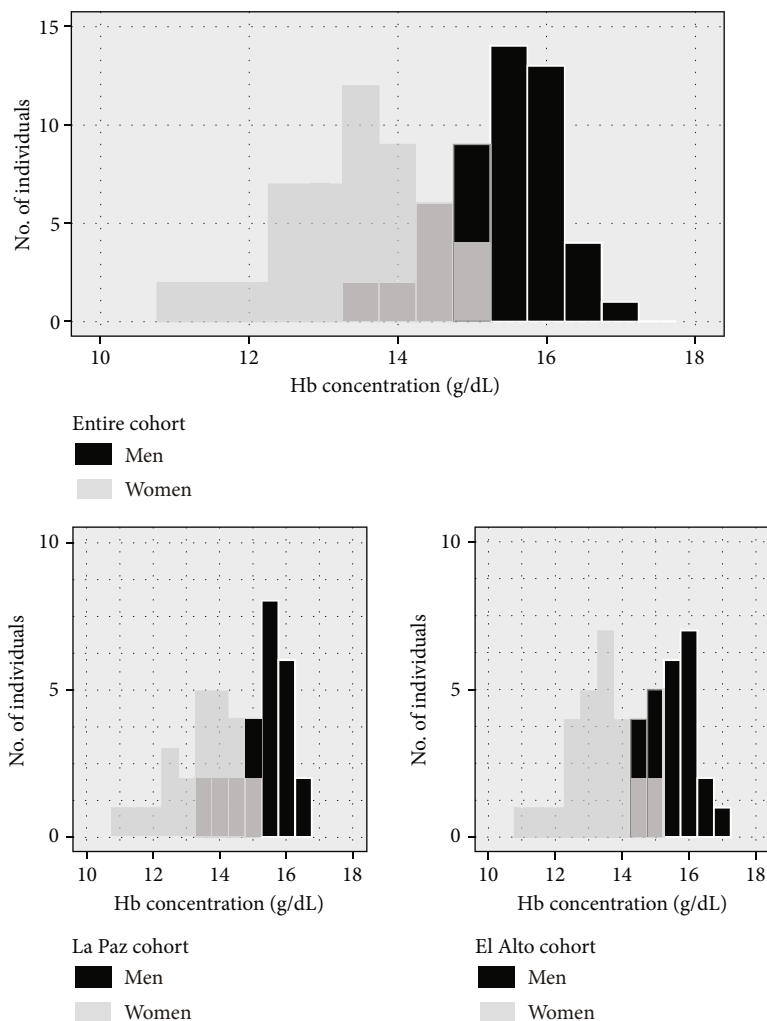 15
10
5
0
No. of individuals
10 12 14 16 18
Hb concentration (g/dL)
Entire cohort
Men
Women
10
5
0
No. of individuals
10 12 14 16 18
Hb concentration (g/dL)
La Paz cohort
Men
Women
10
5
0
No. of individuals
10 12 14 16 18
Hb concentration (g/dL)
El Alto cohort
Men
Women